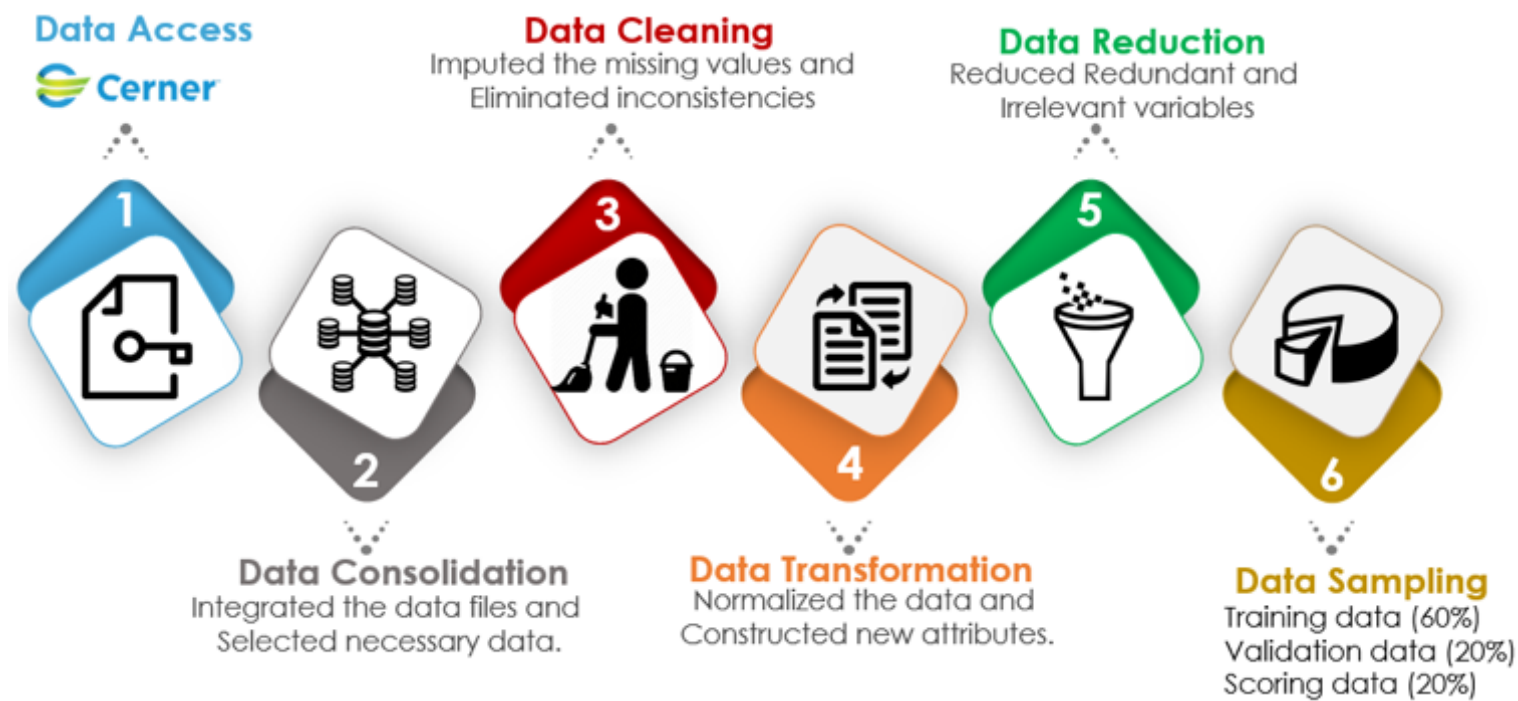 Data Access
Cerner
1
2
Data Consolidation
Integrated the data files and
Selected necessary data.
Data Cleaning
Imputed the missing values and
Eliminated inconsistencies
3
4
Data Transformation
Normalized the data and
Constructed new attributes.
Data Reduction
Reduced Redundant and
Irrelevant variables
5
6
Data Sampling
Training data (60%)
Validation data (20%)
Scoring data (20%)